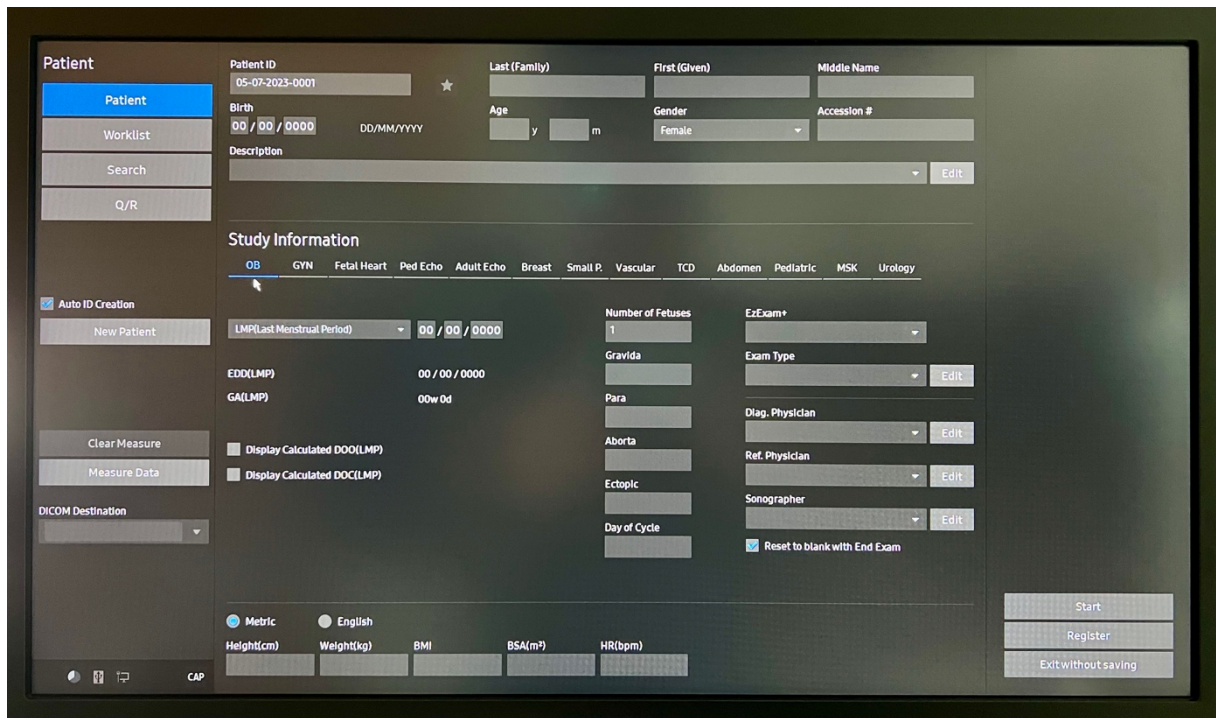 Patient
Patient
Worklist
Search
Q/R
Auto ID Creation
New Patient
Clear Measure
Measure Data
DICOM Destination
CAP
Patient ID
05-07-2023-0001
Last (Family)
First (Given)
Middle Name
Birth
00 / 00 / 0000 DD/MM/YYYY
Age
y m
Gender
Female
Accession #
Description
Edit
Study Information
OB GYN Fetal Heart Ped Echo Adult Echo Breast Small P. Vascular TCD Abdomen Pediatric MSK Urology
LMP(Last Menstrual Period) 00 / 00 / 0000
EDD(LMP) 00 / 00 / 0000
GA(LMP) 00w 0d
Display Calculated DOO(LMP)
Display Calculated DOC(LMP)
Number of Fetuses
1
Gravida
Para
Aborta
Ectopic
Day of Cycle
EzExam+
Exam Type
Edit
Diag. Physician
Edit
Ref. Physician
Edit
Sonographer
Edit
Reset to blank with End Exam
Metric English
Height(cm) Weight(kg) BMI BSA(m²) HR(bpm)
Start
Register
Exit without saving